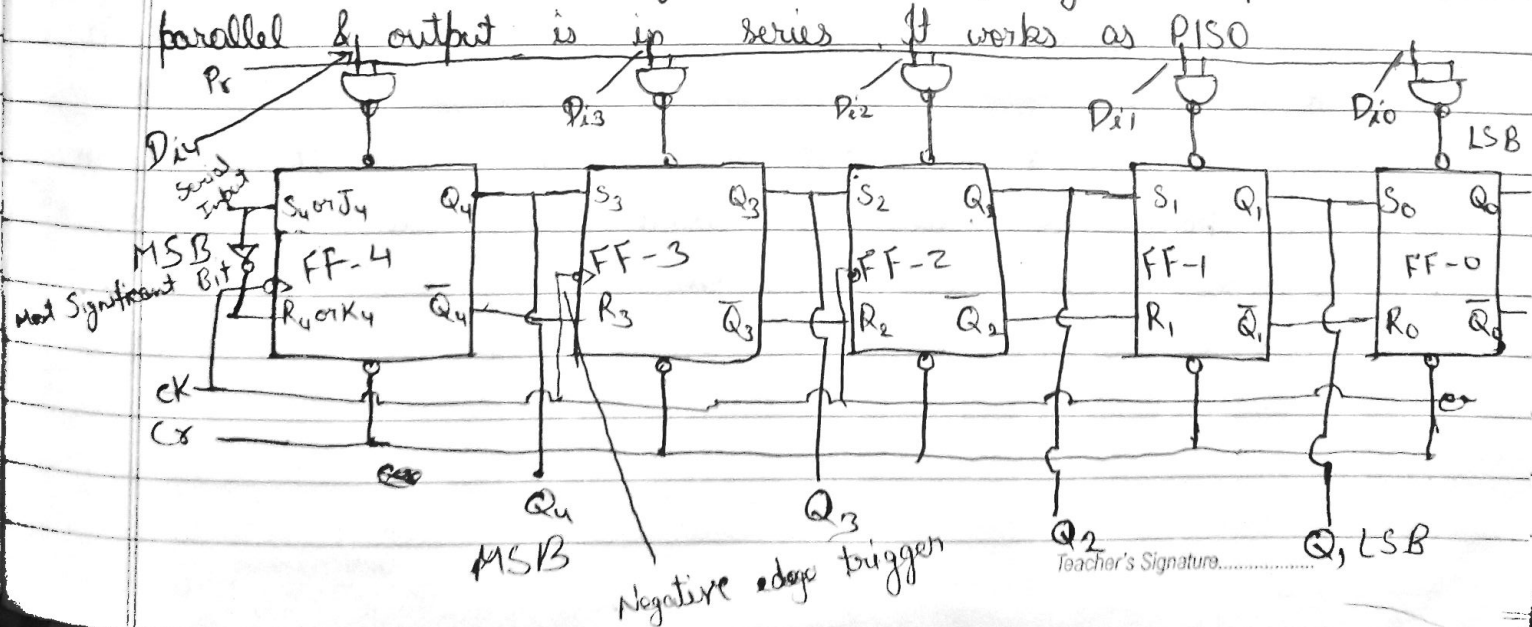 parallel & output is in series. It works as PISO
Pr
Di4 Di3 Di2 Di1 Di0
LSB
Serial Input
MSB
Most Significant Bit
S4 or J4 Q4 S3 Q3 S2 Q2 S1 Q1 S0 Q0
FF-4 FF-3 FF-2 FF-1 FF-0
R4 or K4 Q̅4 R3 Q̅3 R2 Q̅2 R1 Q̅1 R0 Q̅0
CK
Cr
Q4 Q3 Q2 Q1 LSB
MSB
Negative edge trigger
Teacher's Signature..................